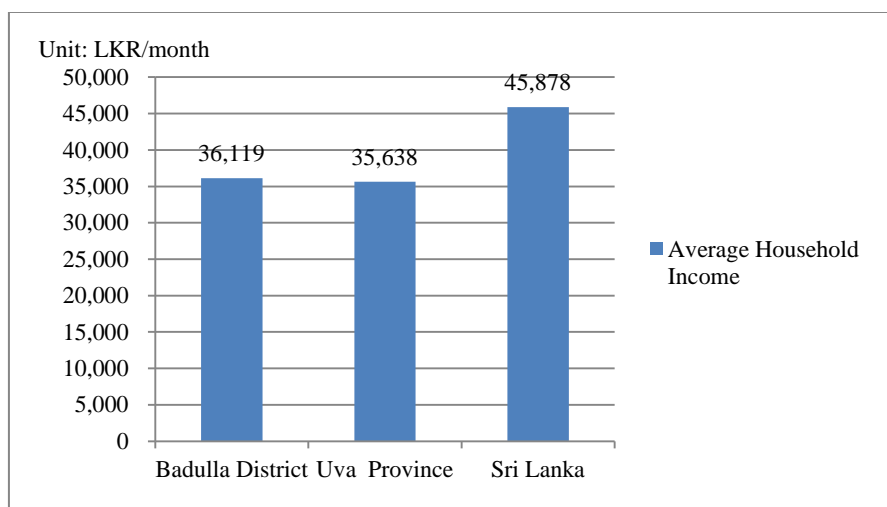 Unit: LKR/month
50,000
45,000
40,000
35,000
30,000
25,000
20,000
15,000
10,000
5,000
0
36,119
35,638
45,878
Badulla District
Uva Province
Sri Lanka
Average Household
Income